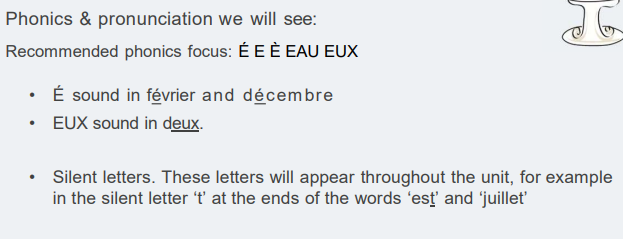 Phonics & pronunciation we will see:
Recommended phonics focus: É E È EAU EUX
• É sound in février and décembre
• EUX sound in deux.
• Silent letters. These letters will appear throughout the unit, for example
in the silent letter ‘t’ at the ends of the words ‘est’ and ‘juillet’